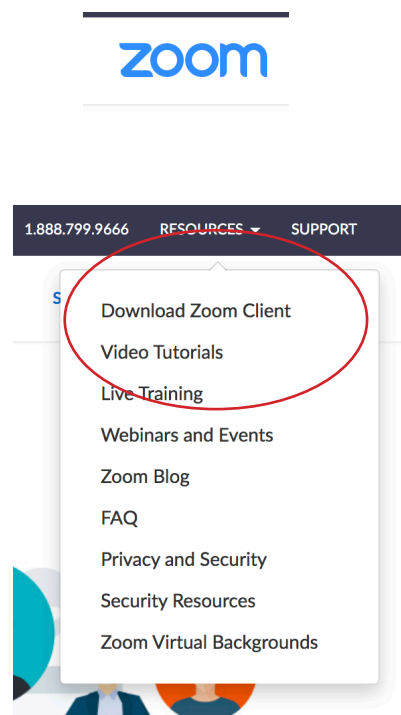 zoom
1.888.799.9666 RESOURCES SUPPORT
S
Download Zoom Client
Video Tutorials
Live Training
Webinars and Events
Zoom Blog
FAQ
Privacy and Security
Security Resources
Zoom Virtual Backgrounds